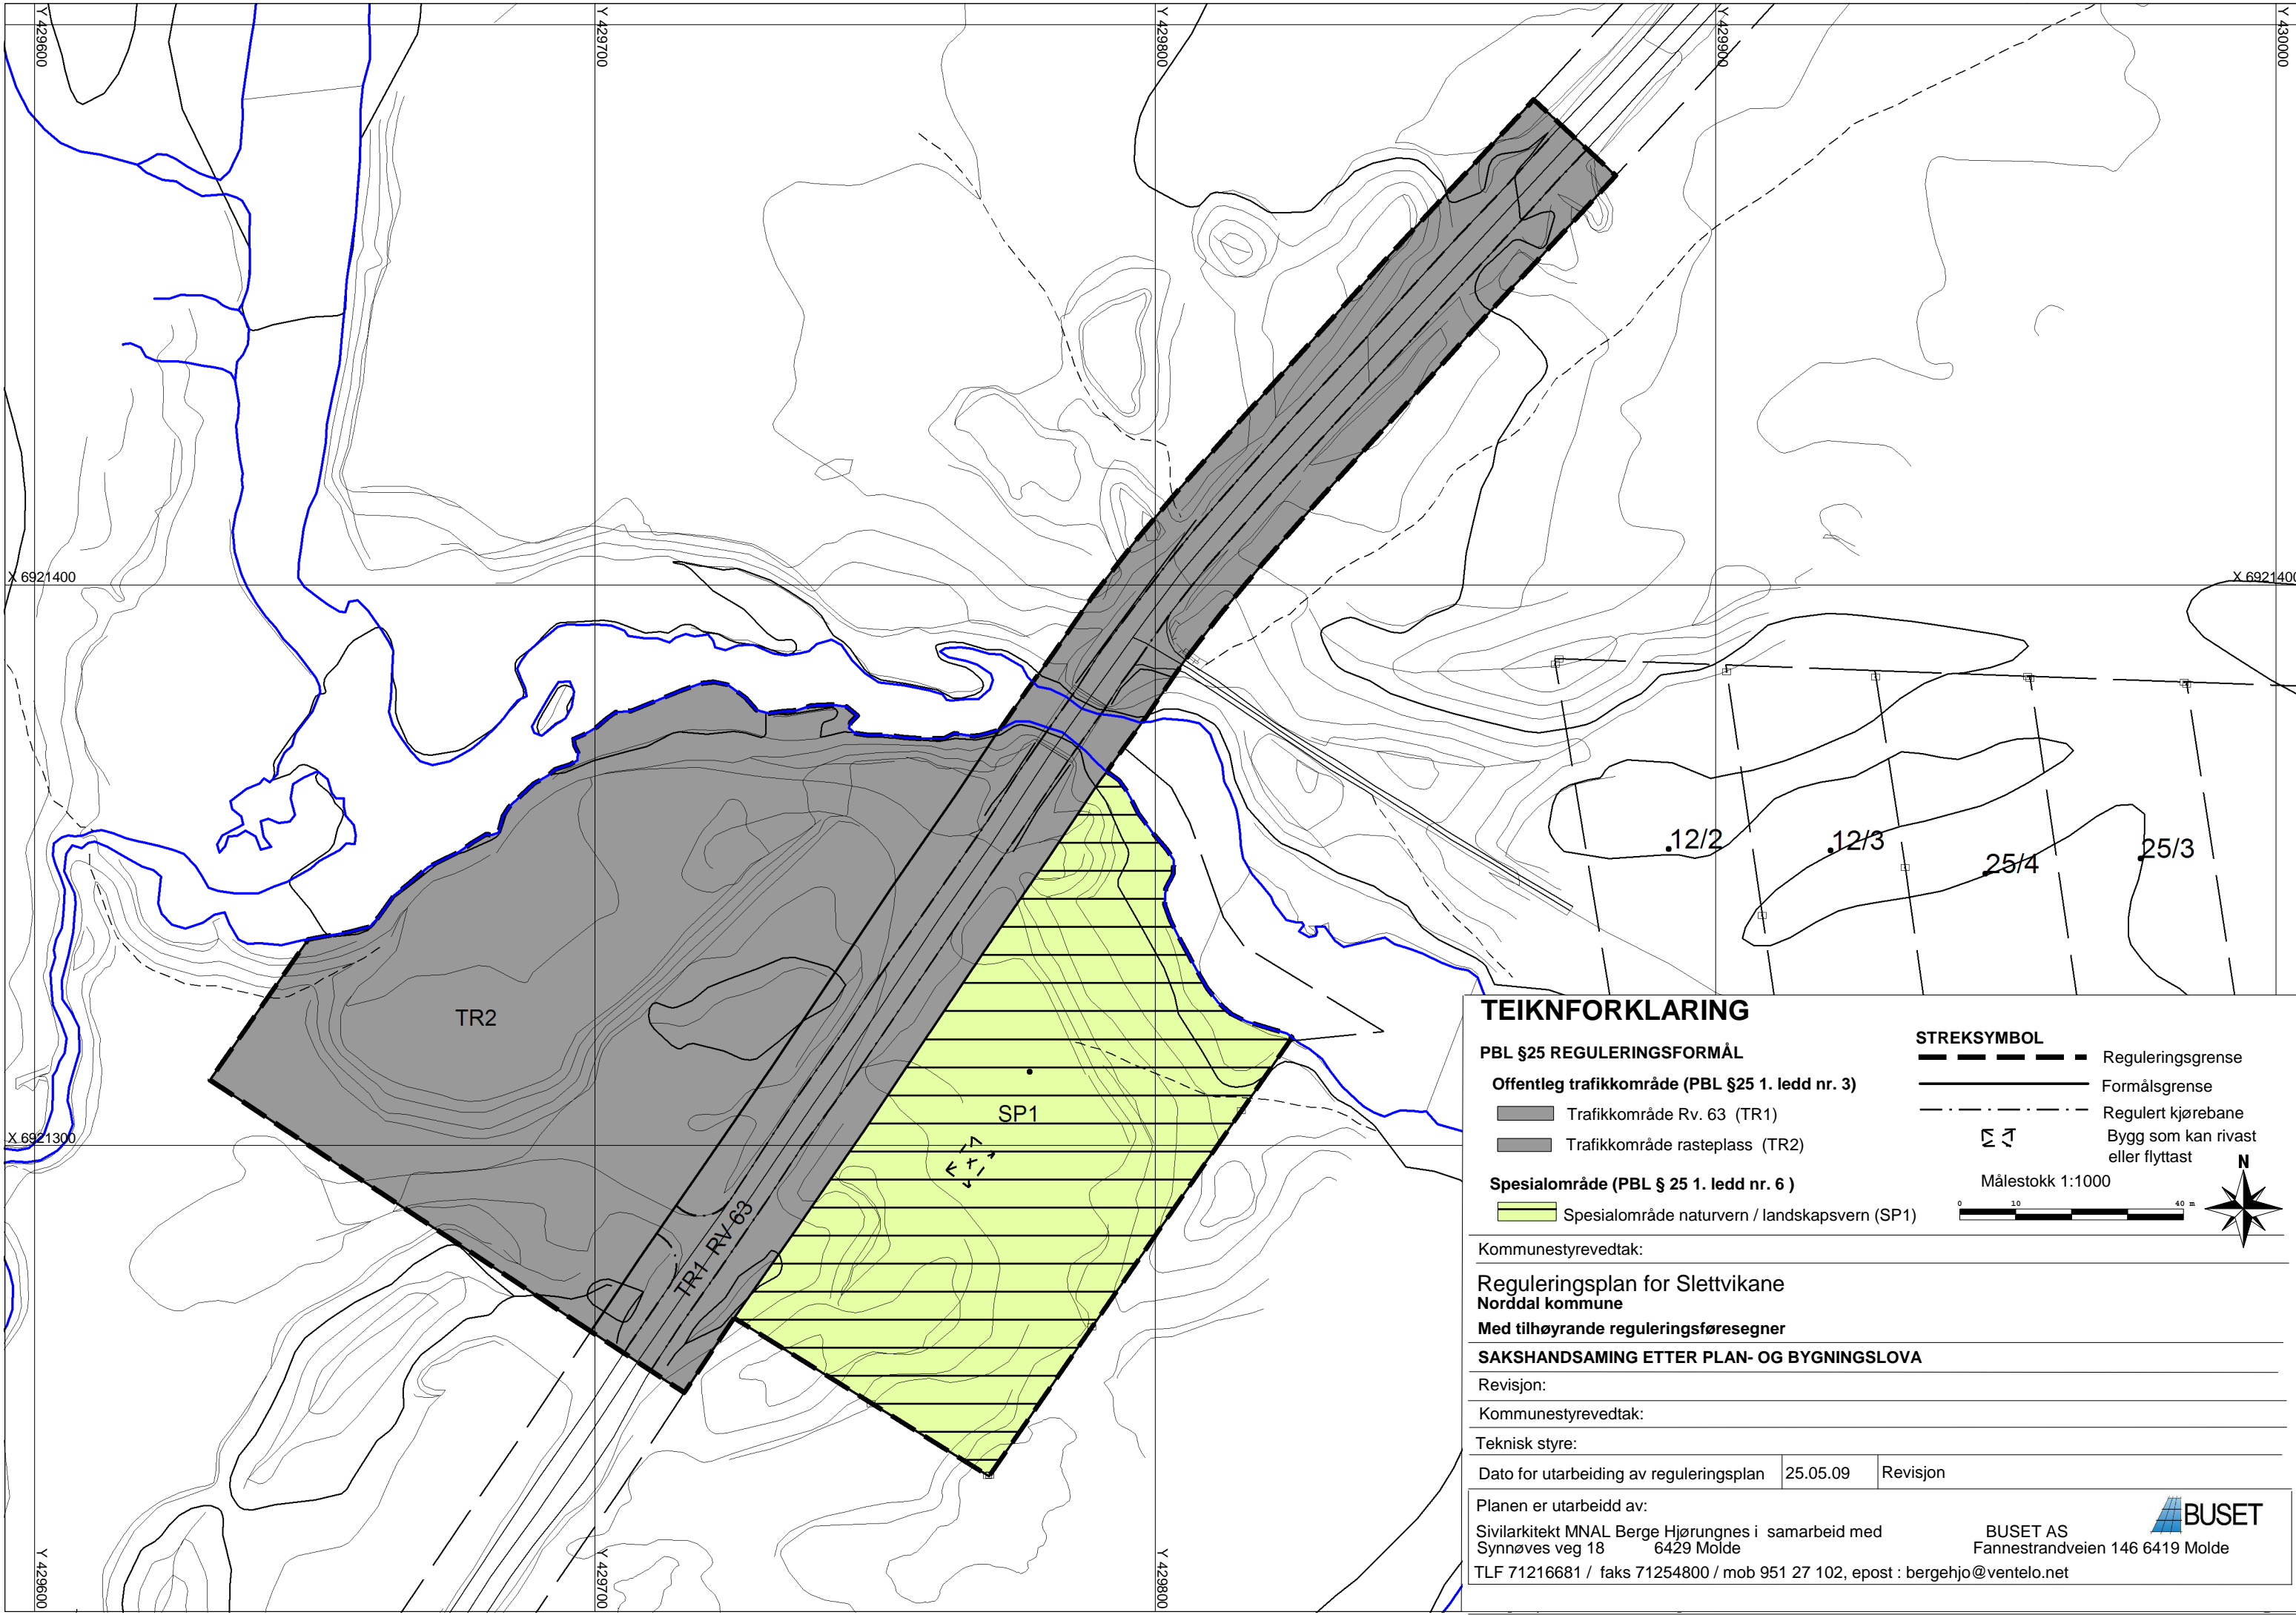 Y 429600
Y 429700
Y 429800
Y 429900
Y 430000
X 6921400
X 6921400
12/2
12/3
25/4
25/3
TR2
SP1
X 6921300
TR1 RV 63
Y 429600
Y 429700
Y 429800
TEIKNFORKLARING
PBL §25 REGULERINGSFORMÅL
Offentleg trafikkområde (PBL §25 1. ledd nr. 3)
Trafikkområde Rv. 63 (TR1)
Trafikkområde rasteplass (TR2)
Spesialområde (PBL § 25 1. ledd nr. 6 )
Spesialområde naturvern / landskapsvern (SP1)
STREKSYMBOL
Reguleringsgrense
Formålsgrense
Regulert kjørebane
Bygg som kan rivast
eller flyttast
N
Målestokk 1:1000
0 10 40 m
Kommunestyrevedtak:
Reguleringsplan for Slettvikane
Norddal kommune
Med tilhøyrande reguleringsføresegner
SAKSHANDSAMING ETTER PLAN- OG BYGNINGSLOVA
Revisjon:
Kommunestyrevedtak:
Teknisk styre:
Dato for utarbeiding av reguleringsplan 25.05.09 Revisjon
Planen er utarbeidd av:
BUSET
Sivilarkitekt MNAL Berge Hjørungnes i samarbeid med BUSET AS
Synnøves veg 18 6429 Molde Fannestrandveien 146 6419 Molde
TLF 71216681 / faks 71254800 / mob 951 27 102, epost : bergehjo@ventelo.net